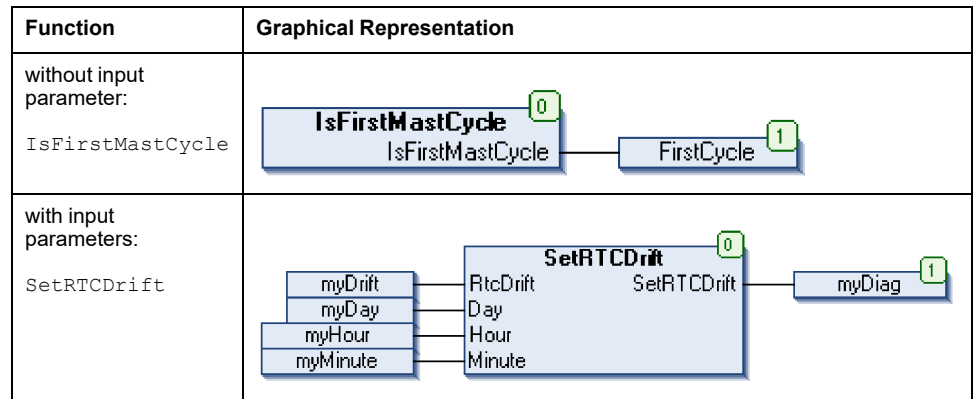 Function
Graphical Representation
without input
parameter:
IsFirstMastCycle
0
IsFirstMastCycle
IsFirstMastCycle
1
FirstCycle
with input
parameters:
SetRTCDrift
0
SetRTCDrift
myDrift
RtcDrift
SetRTCDrift
1
myDiag
myDay
Day
myHour
Hour
myMinute
Minute